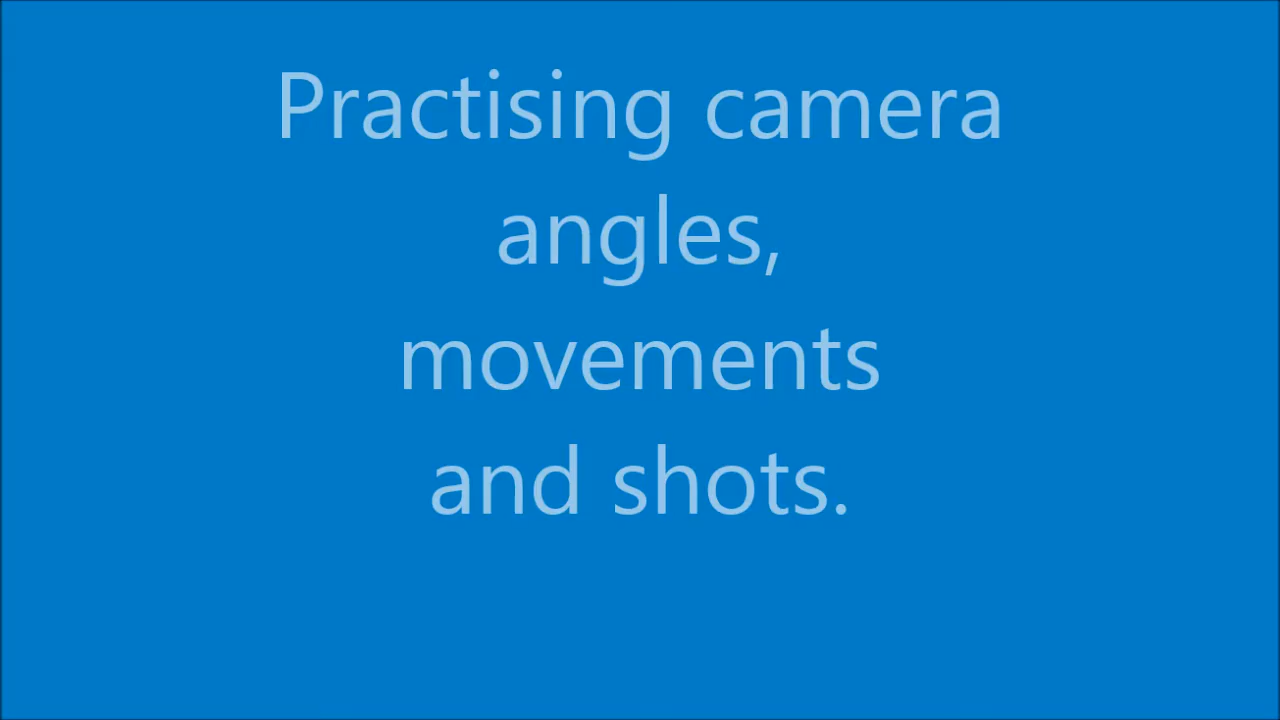 Practising camera
angles,
movements
and shots.